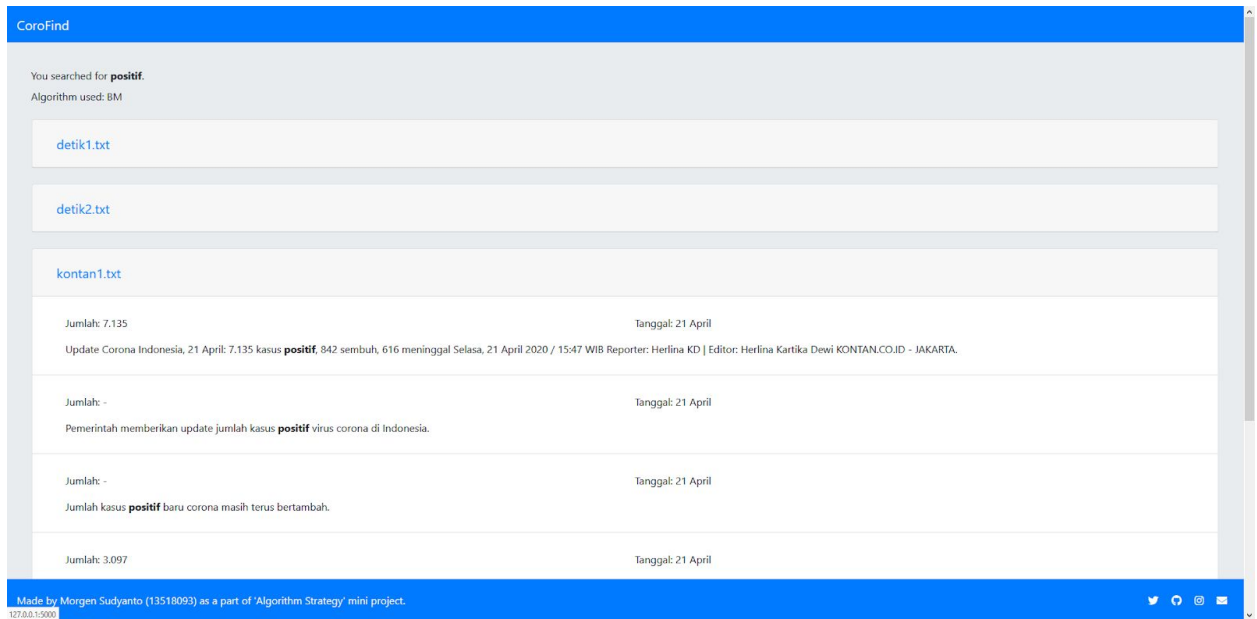 CoroFind
You searched for positif.
Algorithm used: BM
detik1.txt
detik2.txt
kontan1.txt
Jumlah: 7.135
Tanggal: 21 April
Update Corona Indonesia, 21 April: 7.135 kasus positif, 842 sembuh, 616 meninggal Selasa, 21 April 2020 / 15:47 WIB Reporter: Herlina KD | Editor: Herlina Kartika Dewi KONTAN.CO.ID - JAKARTA.
Jumlah: -
Tanggal: 21 April
Pemerintah memberikan update jumlah kasus positif virus corona di Indonesia.
Jumlah: -
Tanggal: 21 April
Jumlah kasus positif baru corona masih terus bertambah.
Jumlah: 3.097
Tanggal: 21 April
Made by Morgen Sudyanto (13518093) as a part of 'Algorithm Strategy' mini project.
127.0.0.1:5000